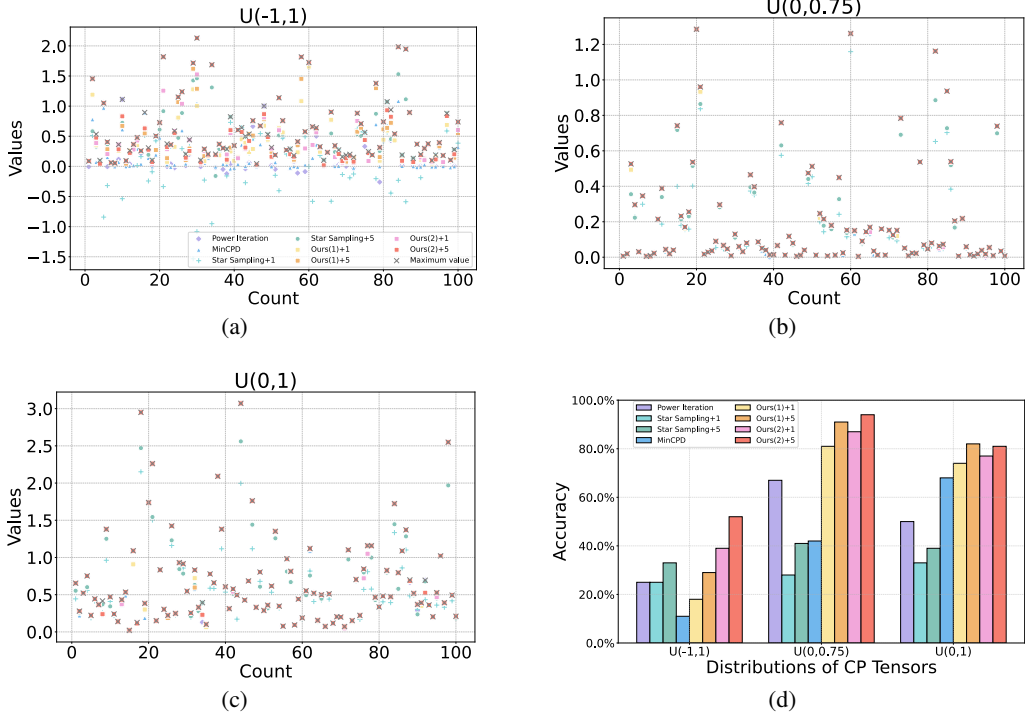 U(-1,1)
Values
2.0
1.5
1.0
0.5
0.0
−0.5
−1.0
−1.5
0
20
40
60
80
100
Count
Power Iteration
MinCPD
Star Sampling+1
Star Sampling+5
Ours(1)+1
Ours(1)+5
Ours(2)+1
Ours(2)+5
Maximum value
(a)
U(0,0.75)
Values
1.2
1.0
0.8
0.6
0.4
0.2
0.0
0
20
40
60
80
100
Count
(b)
U(0,1)
Values
3.0
2.5
2.0
1.5
1.0
0.5
0.0
0
20
40
60
80
100
Count
(c)
Accuracy
100.0%
80.0%
60.0%
40.0%
20.0%
0.0%
Power Iteration
Star Sampling+1
Star Sampling+5
MinCPD
Ours(1)+1
Ours(1)+5
Ours(2)+1
Ours(2)+5
U(-1,1)
U(0,0.75)
U(0,1)
Distributions of CP Tensors
(d)